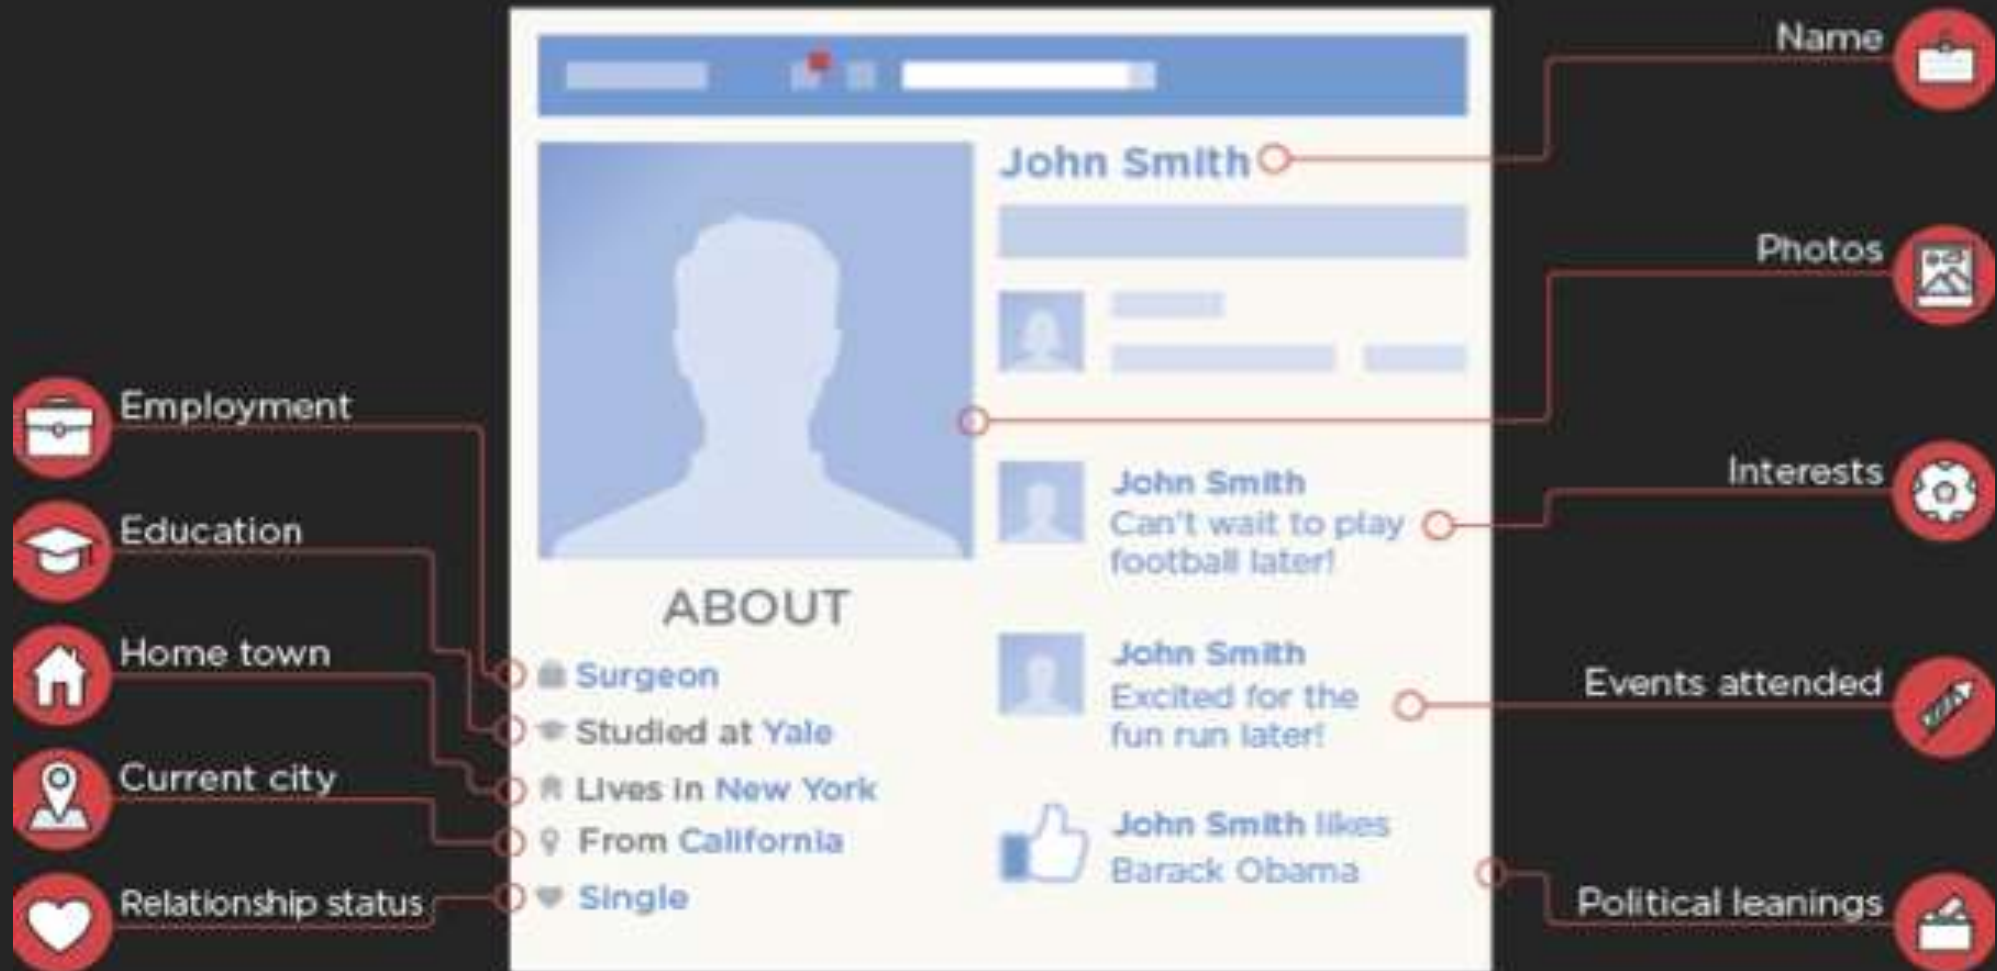 Name
Photos
Interests
Events attended
Political leanings
Employment
Education
Home town
Current city
Relationship status
John Smith
John Smith
Can't wait to play
football later!
John Smith
Excited for the
fun run later!
John Smith likes
Barack Obama
ABOUT
Surgeon
Studied at Yale
Lives in New York
From California
Single